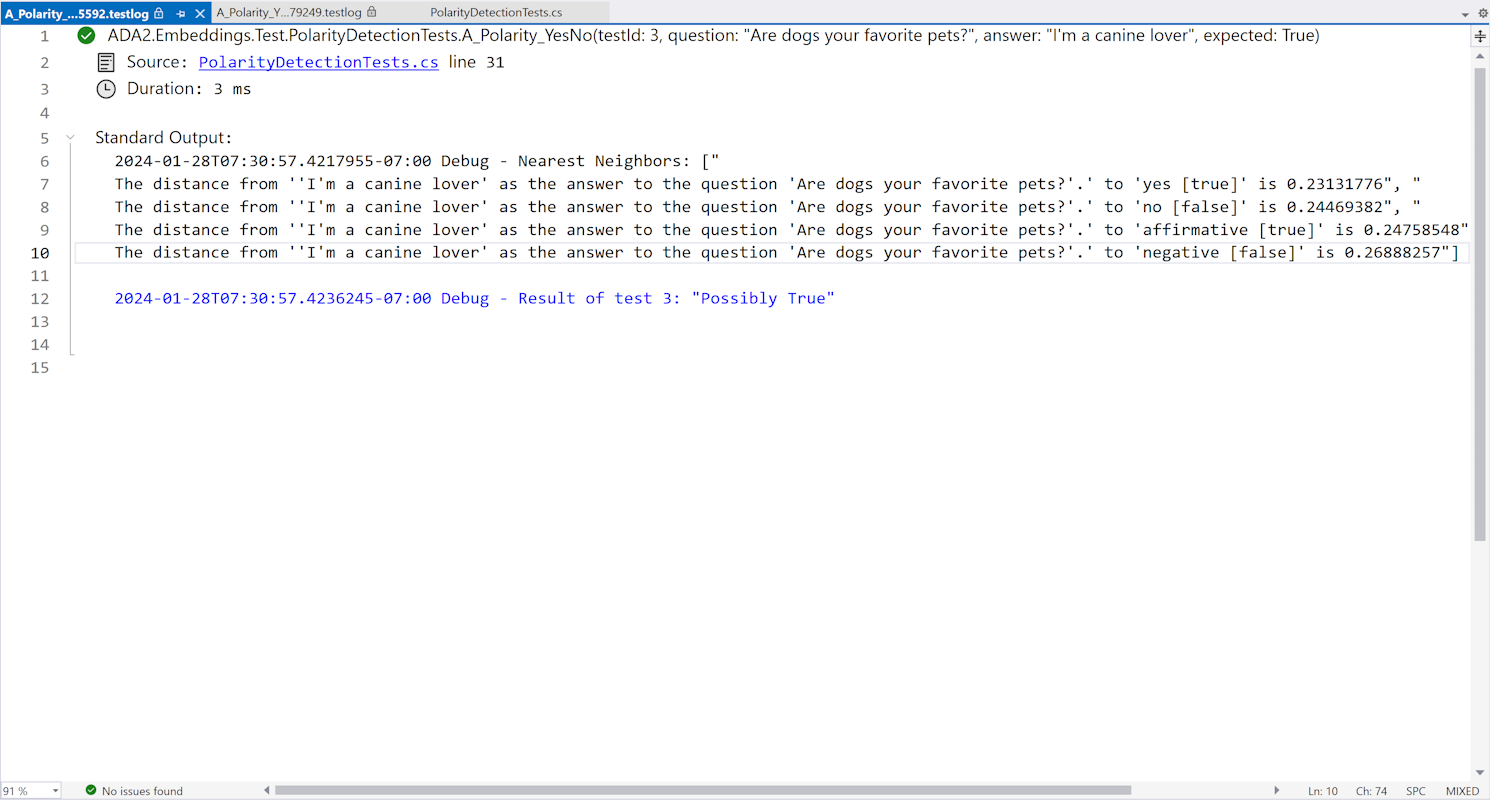 A_Polarity_...5592.testlog A_Polarity_Y...79249.testlog PolarityDetectionTests.cs
1 ADA2.Embeddings.Test.PolarityDetectionTests.A_Polarity_YesNo(testId: 3, question: "Are dogs your favorite pets?", answer: "I'm a canine lover", expected: True)
2 Source: PolarityDetectionTests.cs line 31
3 Duration: 3 ms
4
5 Standard Output:
6 2024-01-28T07:30:57.4217955-07:00 Debug - Nearest Neighbors: ["
7 The distance from ''I'm a canine lover' as the answer to the question 'Are dogs your favorite pets?'.' to 'yes [true]' is 0.23131776", "
8 The distance from ''I'm a canine lover' as the answer to the question 'Are dogs your favorite pets?'.' to 'no [false]' is 0.24469382", "
9 The distance from ''I'm a canine lover' as the answer to the question 'Are dogs your favorite pets?'.' to 'affirmative [true]' is 0.24758548"
10 The distance from ''I'm a canine lover' as the answer to the question 'Are dogs your favorite pets?'.' to 'negative [false]' is 0.26888257"]
11
12 2024-01-28T07:30:57.4236245-07:00 Debug - Result of test 3: "Possibly True"
13
14
15
91 % No issues found Ln: 10 Ch: 74 SPC MIXED